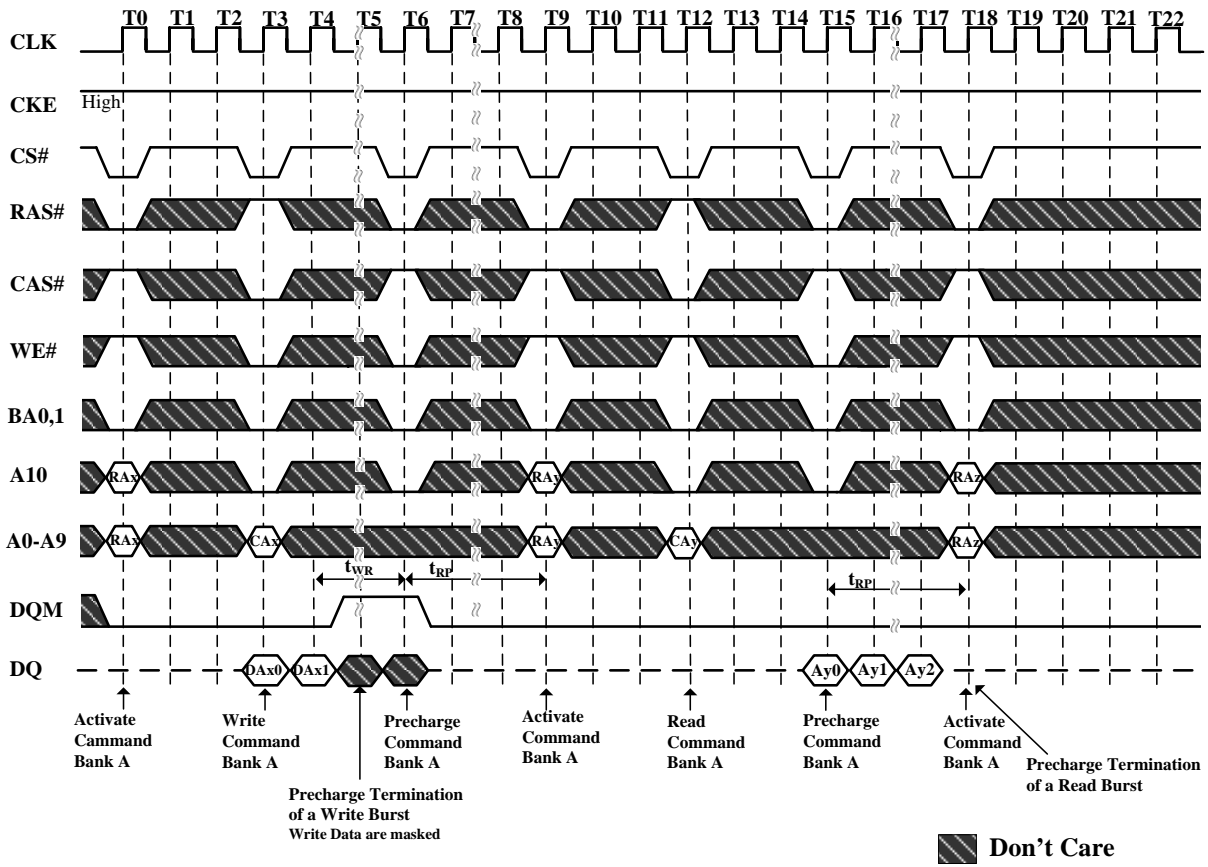 T0 T1 T2 T3 T4 T5 T6 T7 T8 T9 T10 T11 T12 T13 T14 T15 T16 T17 T18 T19 T20 T21 T22
CLK
CKE High
CS#
RAS#
CAS#
WE#
BA0,1
A10 RAx RAy RAz
A0-A9 RAx CAx RAy CAy RAz
tWR tRP tRP
DQM
DQ DAx0 DAx1 Ay0 Ay1 Ay2
Activate
Cammand
Bank A
Write
Command
Bank A
Precharge
Command
Bank A
Activate
Command
Bank A
Read
Command
Bank A
Precharge
Command
Bank A
Activate
Command
Bank A
Precharge Termination
of a Read Burst
Precharge Termination
of a Write Burst
Write Data are masked
Don't Care